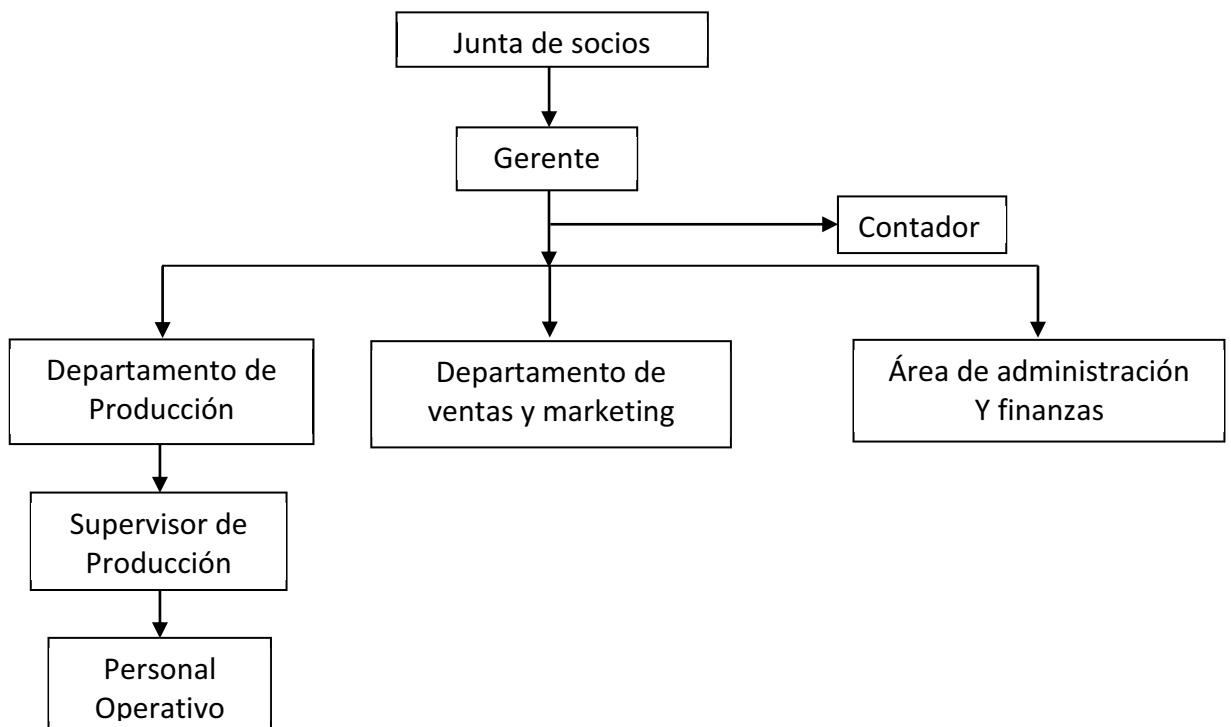 Junta de socios
Gerente
Contador
Departamento de
Producción
Departamento de
ventas y marketing
Área de administración
Y finanzas
Supervisor de
Producción
Personal
Operativo